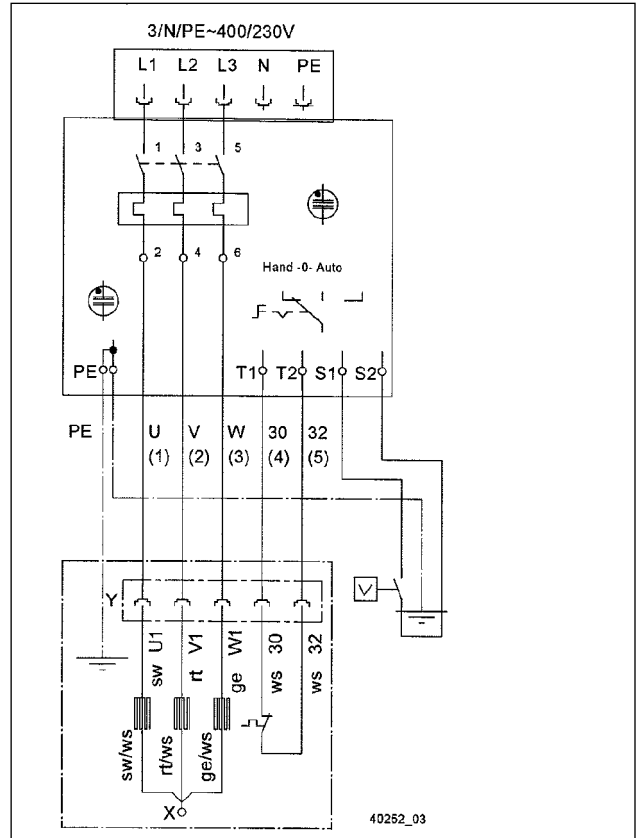 3/N/PE~400/230V
L1 L2 L3 N PE
1 3 5
2 4 6
Hand -0- Auto
PE T1 T2 S1 S2
PE U V W 30 32
(1) (2) (3) (4) (5)
Y
U1 V1 W1 30 32
sw rt ge ws ws
sw/ws rt/ws ge/ws
X
40252_03